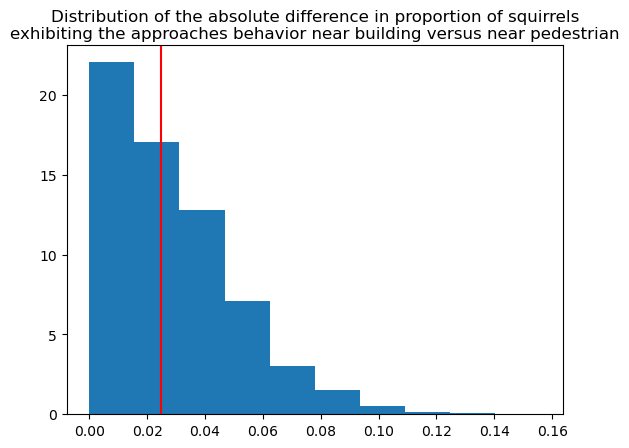 Distribution of the absolute difference in proportion of squirrels
exhibiting the approaches behavior near building versus near pedestrian
20
15
10
5
0
0.00 0.02 0.04 0.06 0.08 0.10 0.12 0.14 0.16